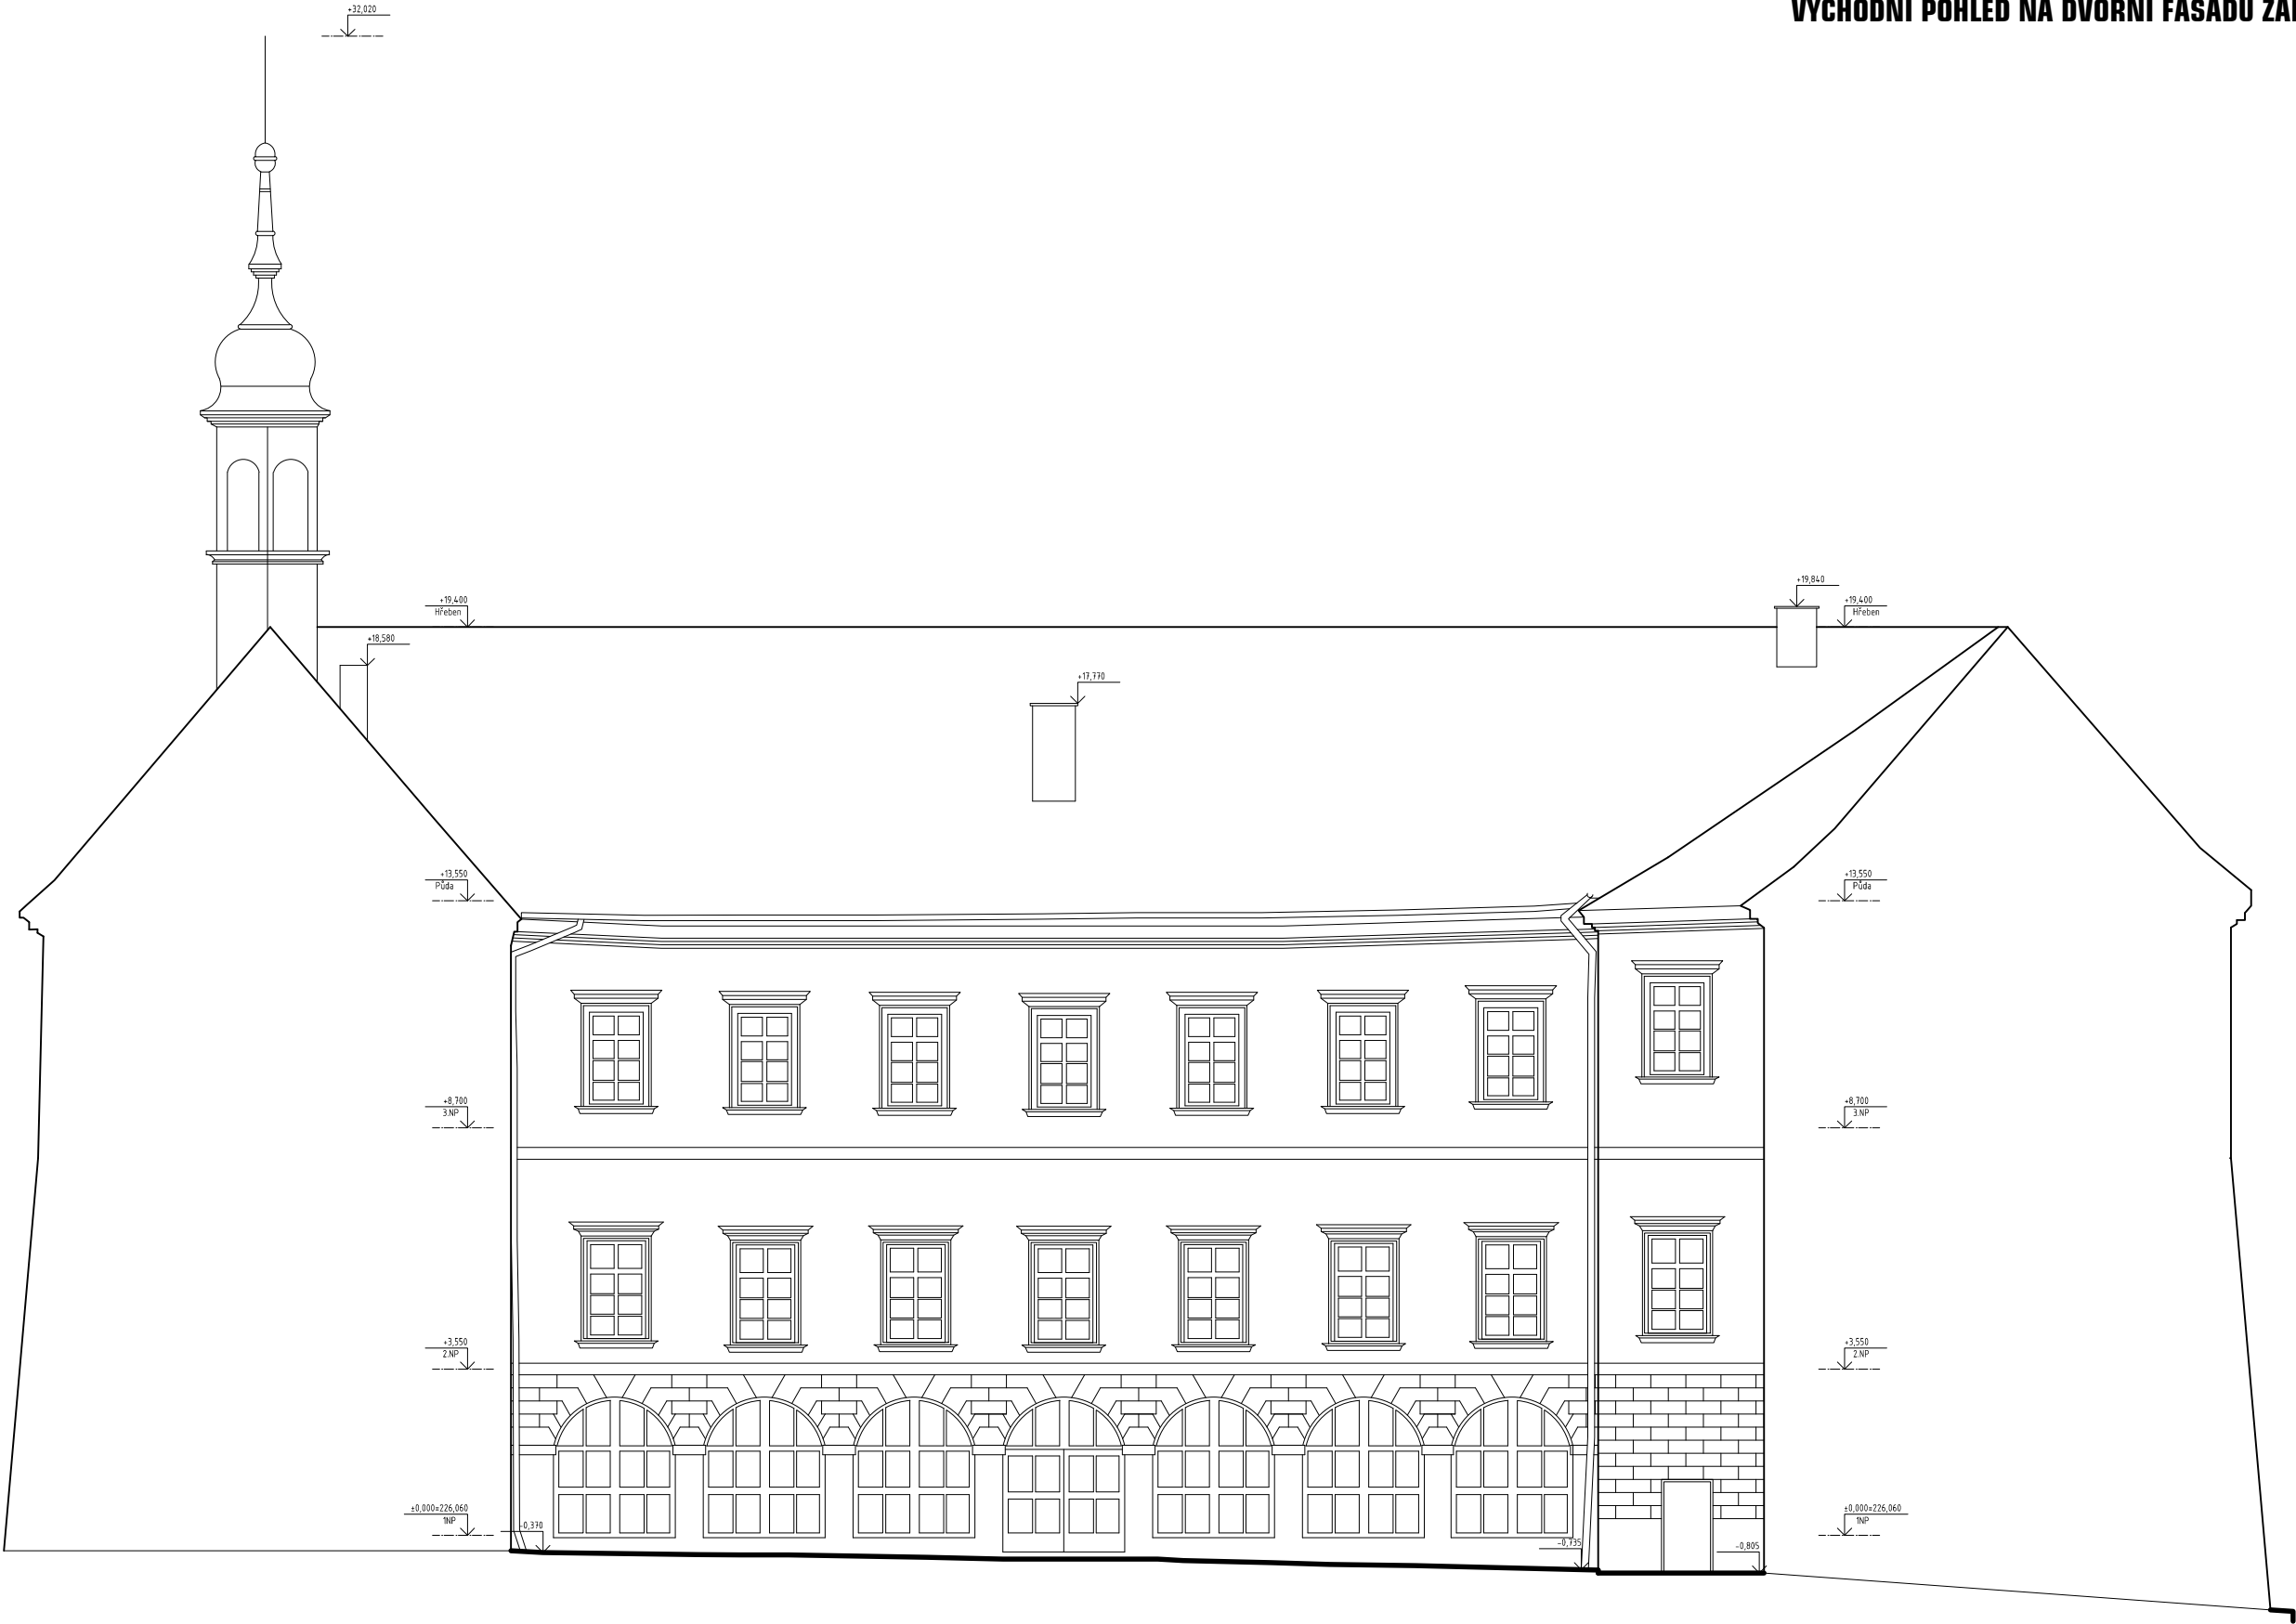 +32,020
VÝCHODNÍ POHLED NA DVORNÍ FASÁDU
+19,400
Hřeben
+18,580
+17,770
+19,840
+19,400
Hřeben
+13,550
Půda
+13,550
Půda
+8,700
3.NP
+8,700
3.NP
+3,550
2.NP
+3,550
2.NP
±0,000=226,060
1NP
-0,370
-0,735
-0,805
±0,000=226,060
1NP